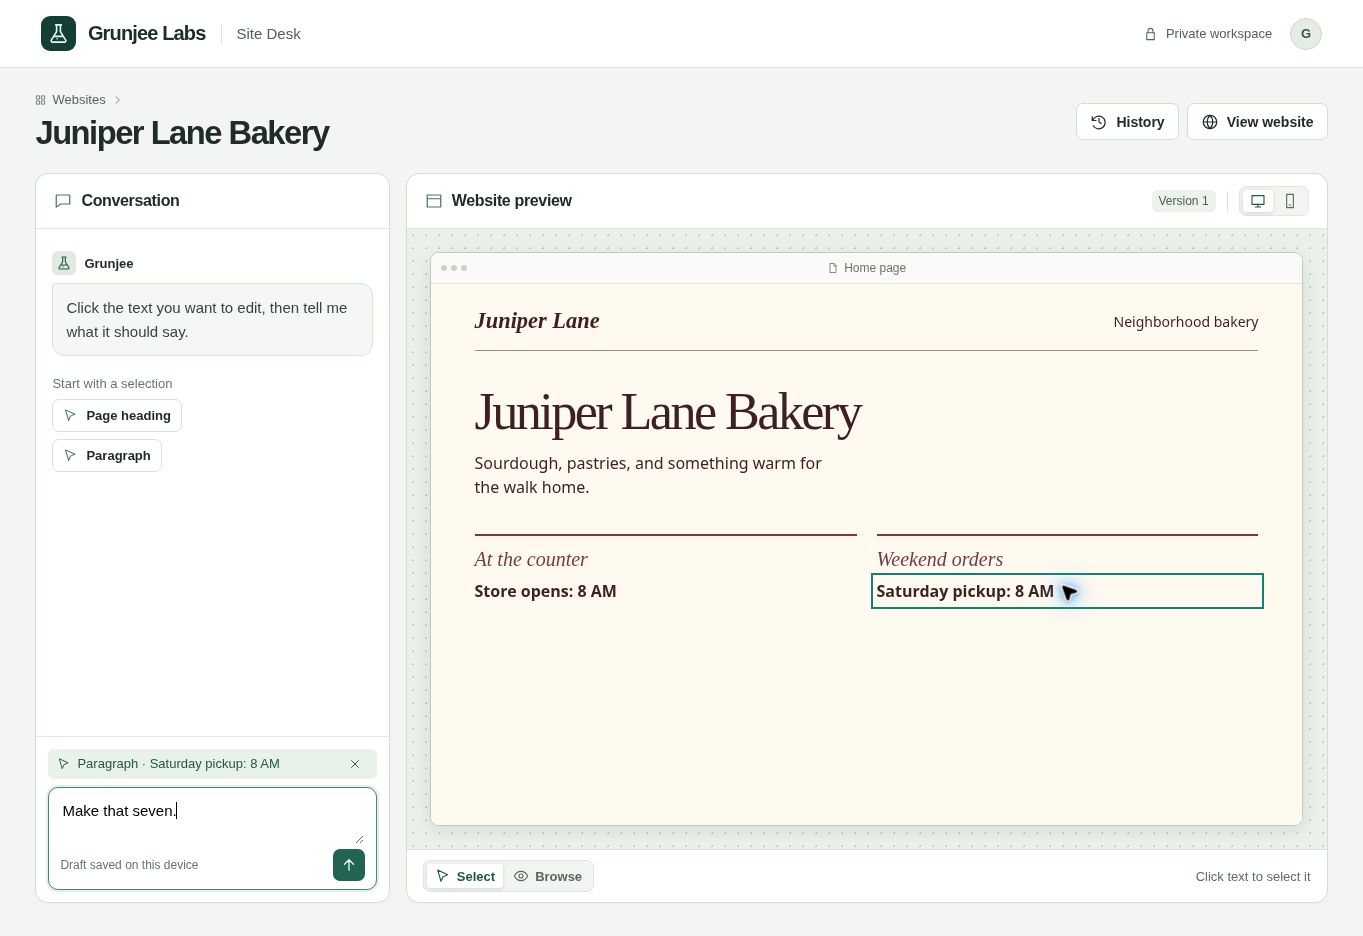 Grunjee Labs
Site Desk
Private workspace
G
Websites
Juniper Lane Bakery
History
View website
Conversation
Grunjee
Click the text you want to edit, then tell me
what it should say.
Start with a selection
Page heading
Paragraph
Paragraph · Saturday pickup: 8 AM
Make that seven.
Draft saved on this device
Website preview
Version 1
Home page
Juniper Lane
Neighborhood bakery
Juniper Lane Bakery
Sourdough, pastries, and something warm for
the walk home.
At the counter
Store opens: 8 AM
Weekend orders
Saturday pickup: 8 AM
Select
Browse
Click text to select it